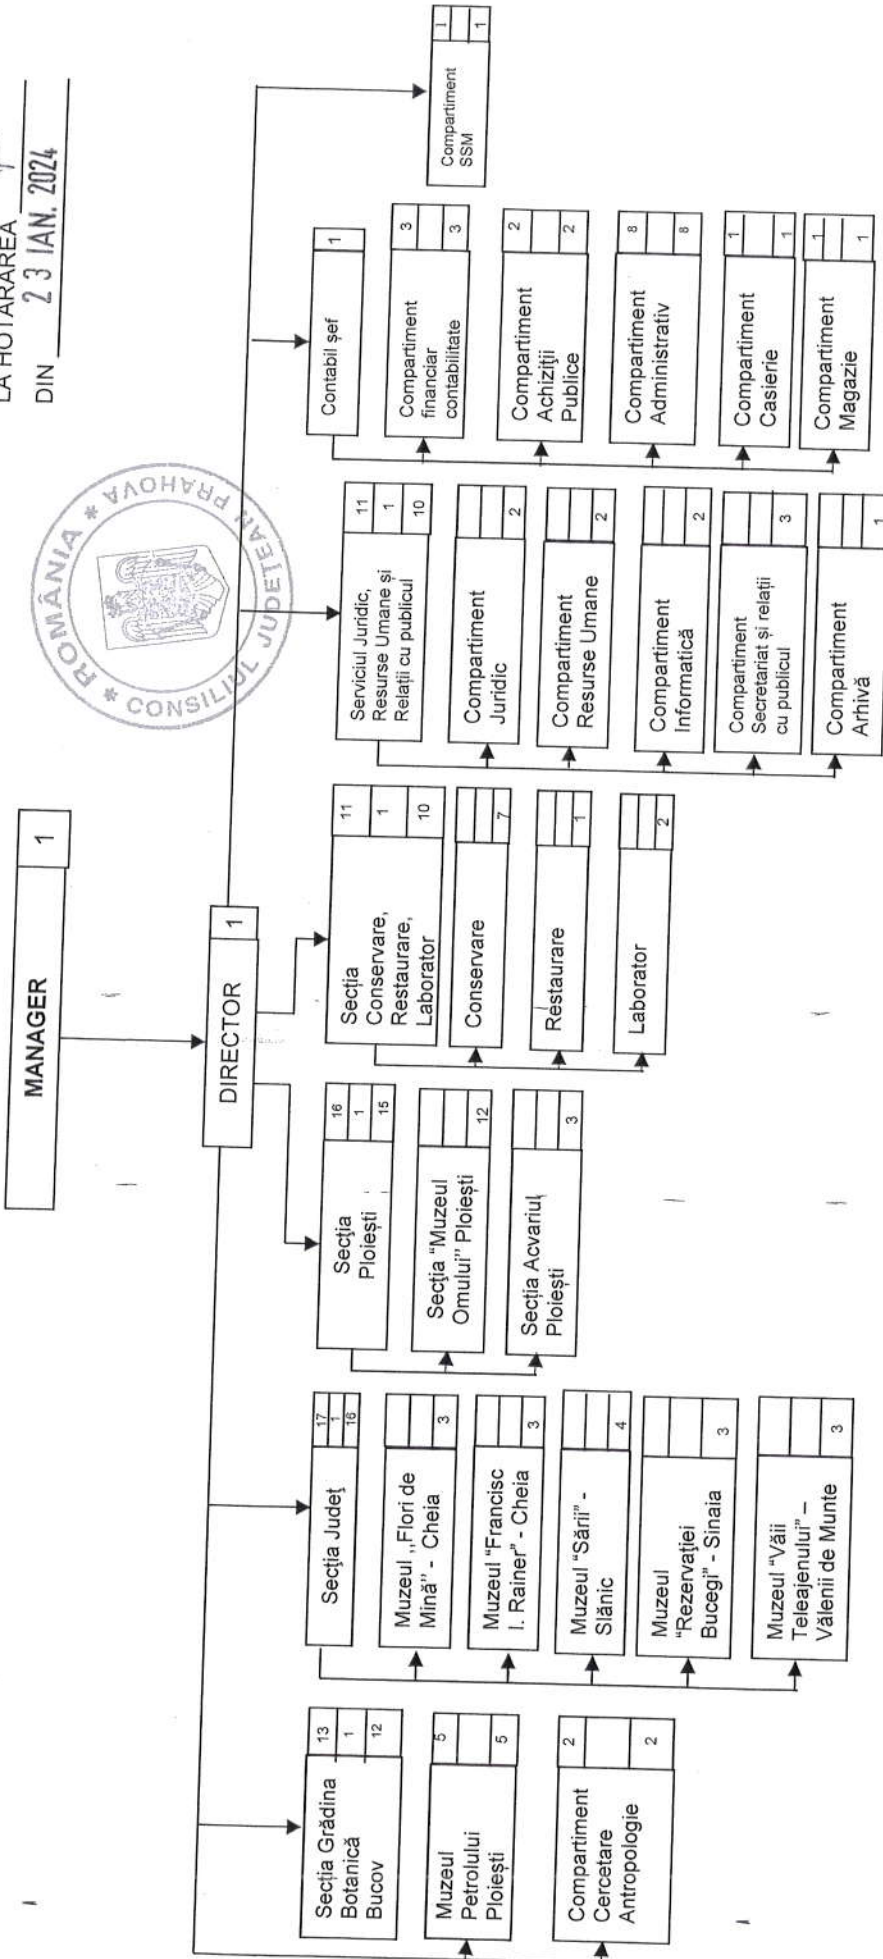 LA HOTĂRÂREA
DIN 23 IAN. 2024
* ROMÂNIA * CONSILIUL JUDEȚEAN PRAHOVA
MANAGER
1
DIRECTOR
1
Secția Grădina
Botanică
Bucov
13
1
12
Muzeul
Petrolului
Ploiești
5
5
Compartiment
Cercetare
Antropologie
2
2
Secția Județ
17
1
16
Muzeul ,,Flori de
Mină” - Cheia
3
Muzeul “Francisc
I. Rainer” - Cheia
3
Muzeul “Sării” -
Slănic
4
Muzeul
“Rezervației
Bucegi” - Sinaia
3
Muzeul “Văii
Teleajenului” –
Vălenii de Munte
3
Secția
Ploiești
16
1
15
Secția “Muzeul
Omului” Ploiești
12
Secția Acvariul
Ploiești
3
Secția
Conservare,
Restaurare,
Laborator
11
1
10
Conservare
7
Restaurare
1
Laborator
2
Serviciul Juridic,
Resurse Umane și
Relații cu publicul
11
1
10
Compartiment
Juridic
2
Compartiment
Resurse Umane
2
Compartiment
Informatică
2
Compartiment
Secretariat și relații
cu publicul
3
Compartiment
Arhivă
1
Contabil șef
1
Compartiment
financiar
contabilitate
3
3
Compartiment
Achiziții
Publice
2
2
Compartiment
Administrativ
8
8
Compartiment
Casierie
1
1
Compartiment
Magazie
1
1
Compartiment
SSM
1
1